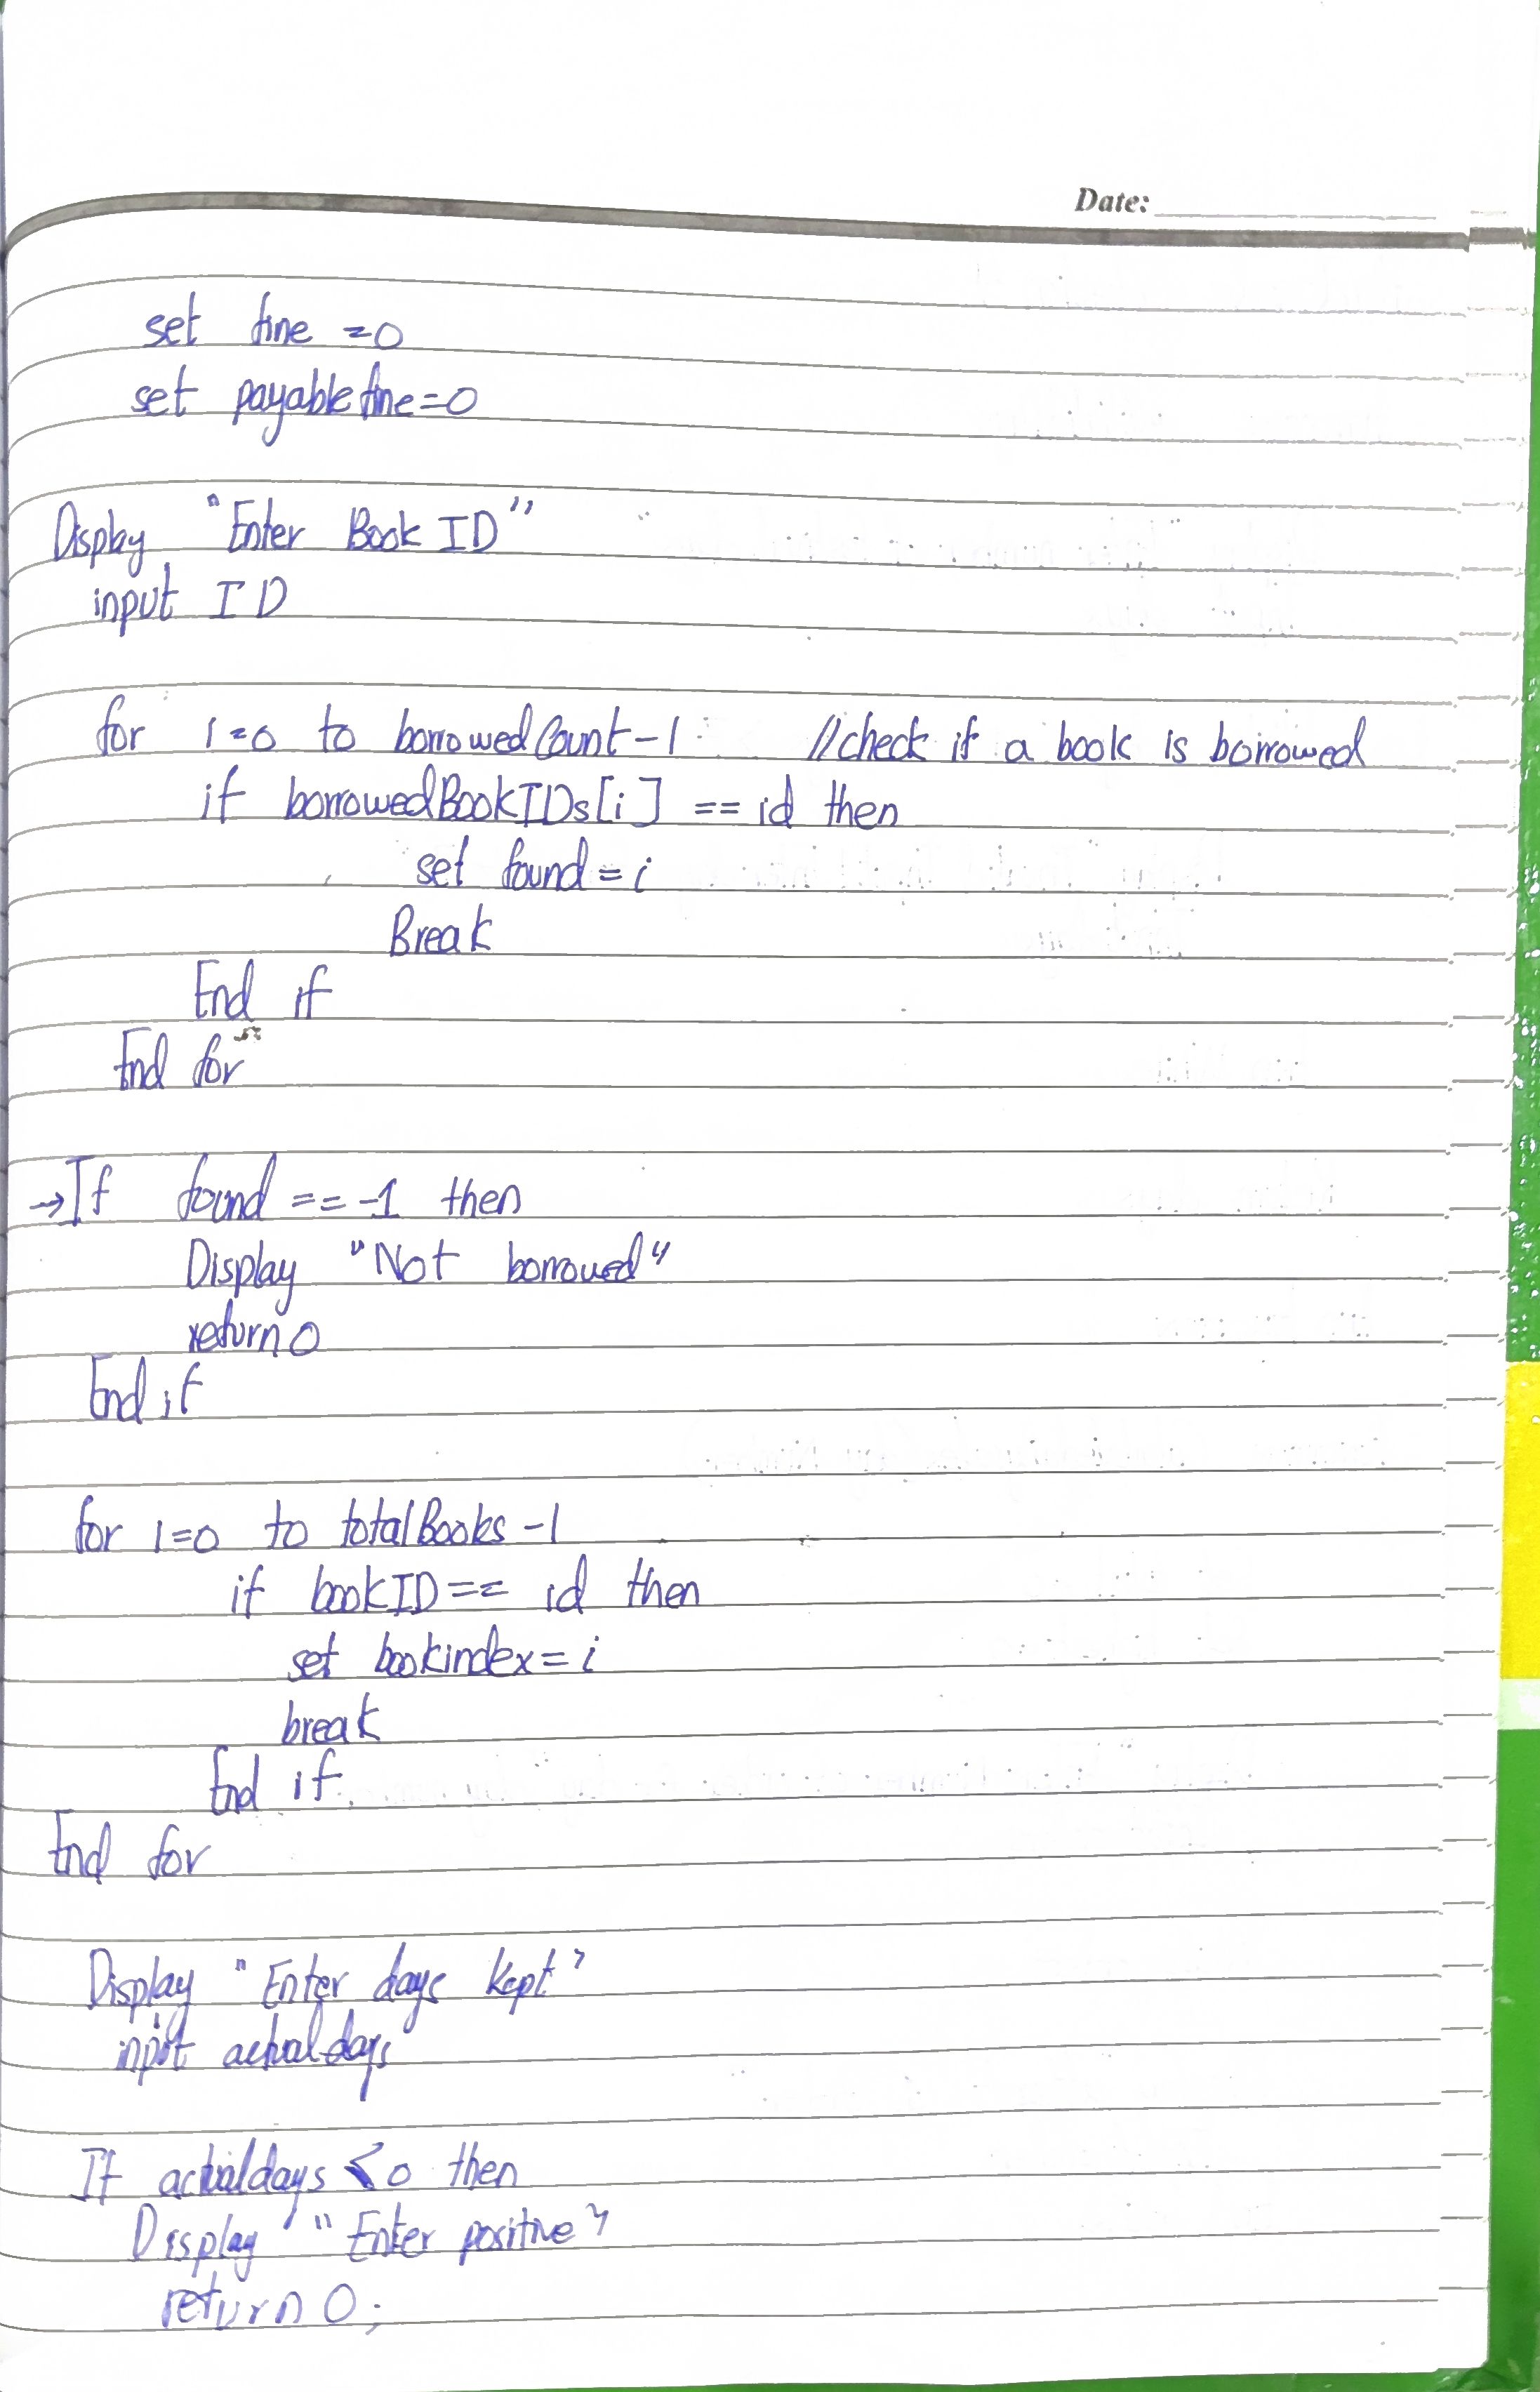 Date:
set fine =0
set payablefine=0
Display "Enter Book ID"
input ID
for i=0 to borrowedCount-1 //check if a book is borrowed
if borrowedBookIDs[i] == id then
set found = i
Break
End if
End for
→If found == -1 then
Display "Not borrowed"
return 0
End if
for i=0 to totalBooks-1
if bookID == id then
set bookindex = i
break
End if
End for
Display "Enter days kept"
input actualdays
If actualdays <0 then
Display "Enter positive"
return 0;